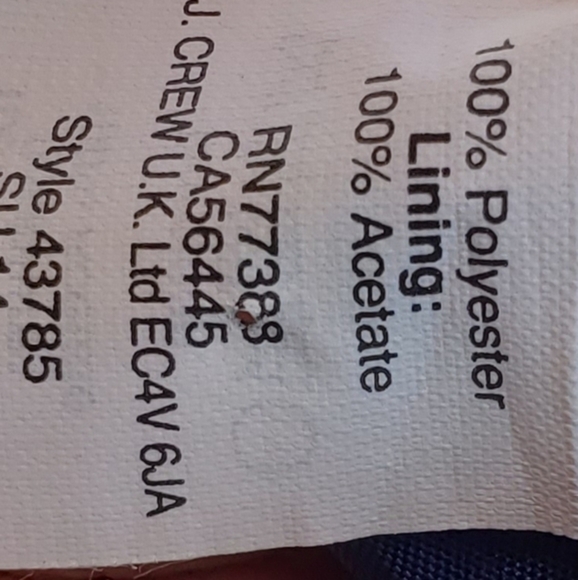 100% Polyester
Lining:
100% Acetate
RN77388
CA56445
J. CREW U.K. Ltd EC4V 6JA
Style 43785